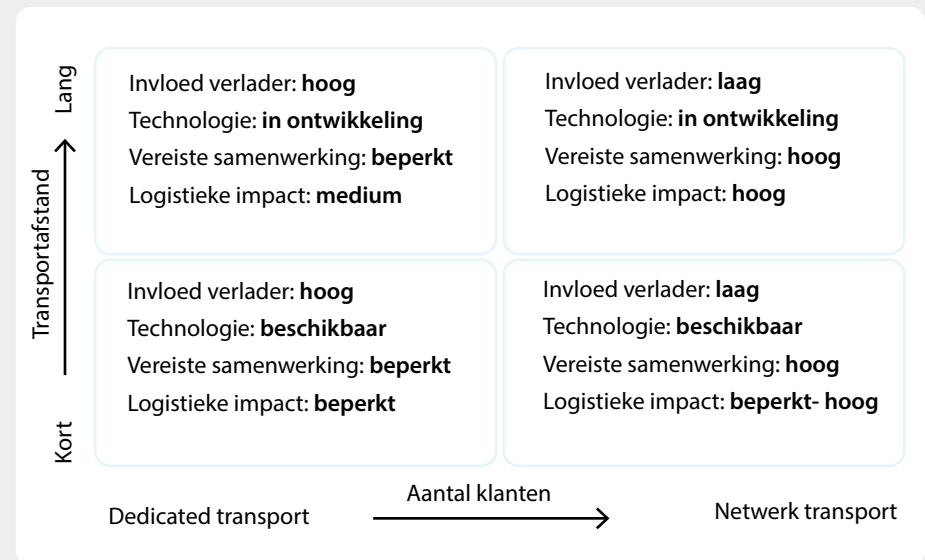 Lang
Transportafstand
Kort
Invloed verlader: hoog
Technologie: in ontwikkeling
Vereiste samenwerking: beperkt
Logistieke impact: medium
Invloed verlader: laag
Technologie: in ontwikkeling
Vereiste samenwerking: hoog
Logistieke impact: hoog
Invloed verlader: hoog
Technologie: beschikbaar
Vereiste samenwerking: beperkt
Logistieke impact: beperkt
Invloed verlader: laag
Technologie: beschikbaar
Vereiste samenwerking: hoog
Logistieke impact: beperkt- hoog
Dedicated transport
Aantal klanten
Netwerk transport